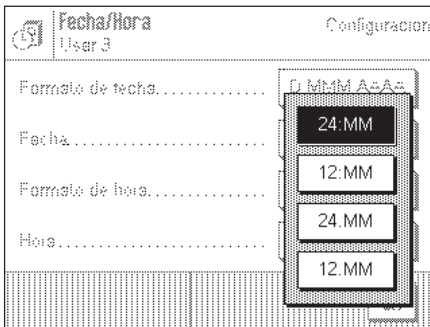 Fecha/Hora
Configuracion
User 3
Formato de fecha..............
D.MMM.AAAA
Fecha..........................
Formato de hora..............
Hora..........................
24:MM
12:MM
24.MM
12.MM